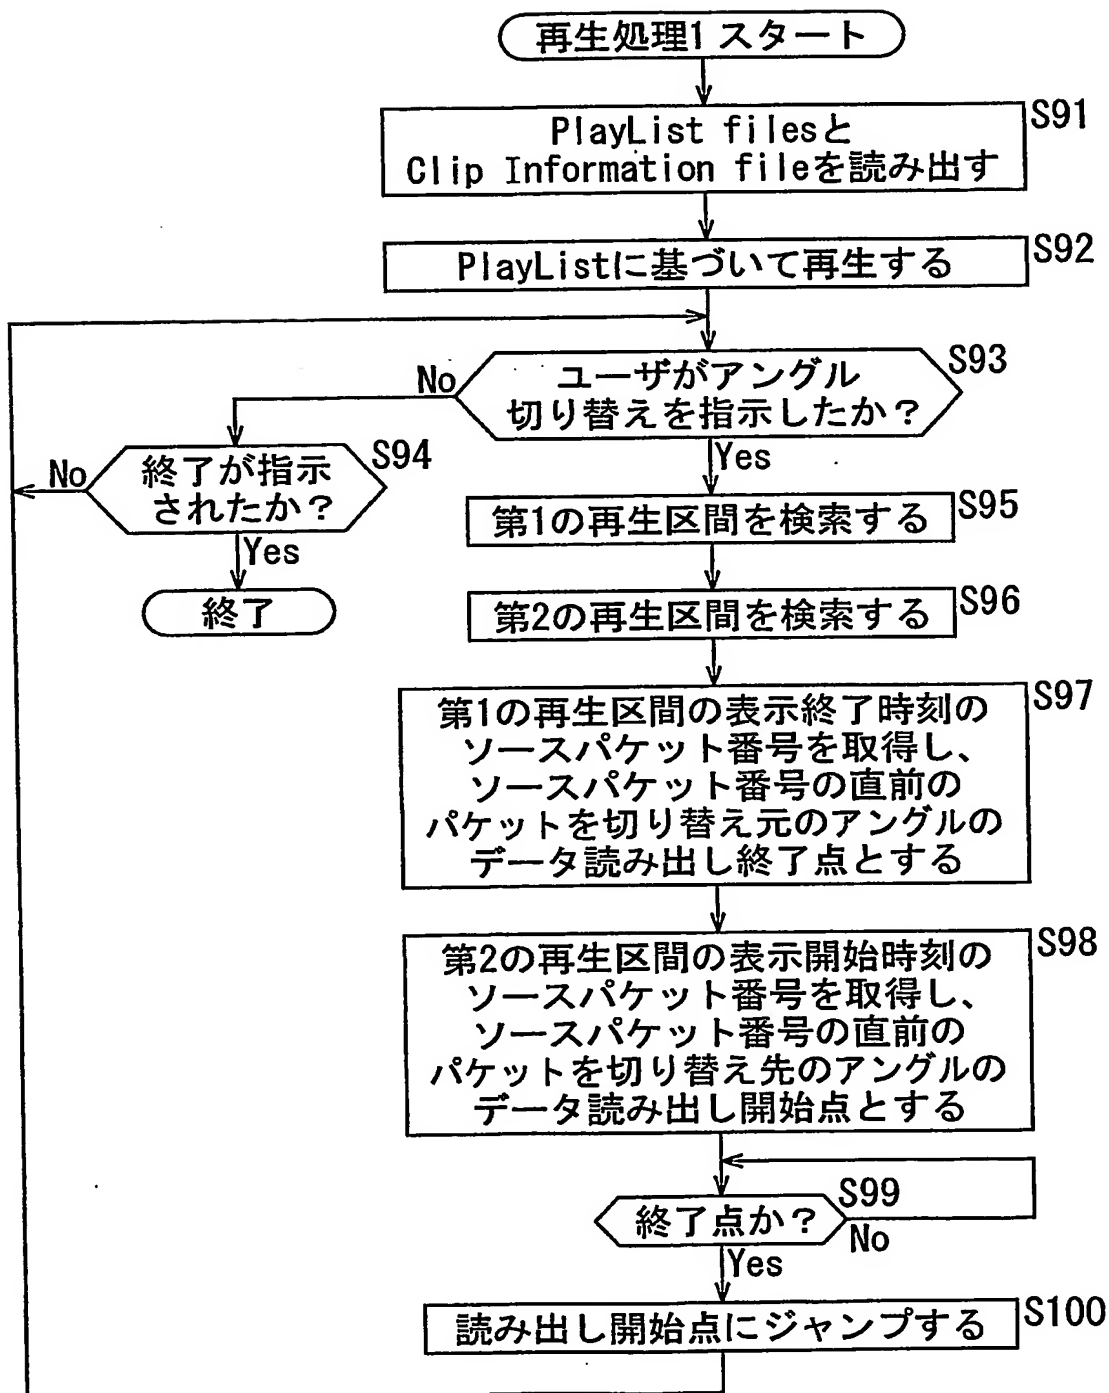 再生処理1 スタート
S91
PlayList filesと
Clip Information fileを読み出す
S92
PlayListに基づいて再生する
S93
ユーザがアングル
切り替えを指示したか？
No
Yes
S94
終了が指示
されたか？
No
Yes
終了
S95
第1の再生区間を検索する
S96
第2の再生区間を検索する
S97
第1の再生区間の表示終了時刻の
ソースパケット番号を取得し、
ソースパケット番号の直前の
パケットを切り替え元のアングルの
データ読み出し終了点とする
S98
第2の再生区間の表示開始時刻の
ソースパケット番号を取得し、
ソースパケット番号の直前の
パケットを切り替え先のアングルの
データ読み出し開始点とする
S99
終了点か？
No
Yes
S100
読み出し開始点にジャンプする